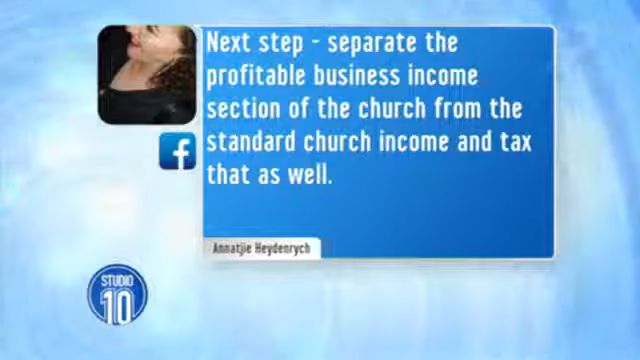 Next step - separate the
profitable business income
section of the church from the
standard church income and tax
that as well.
Annatjie Heydenrych
STUDIO
10